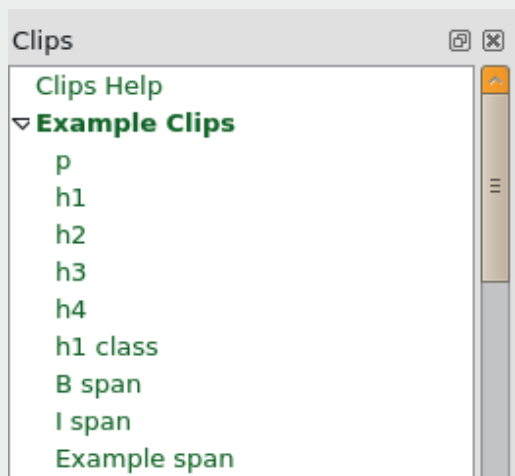 Clips
Clips Help
Example Clips
p
h1
h2
h3
h4
h1 class
B span
I span
Example span